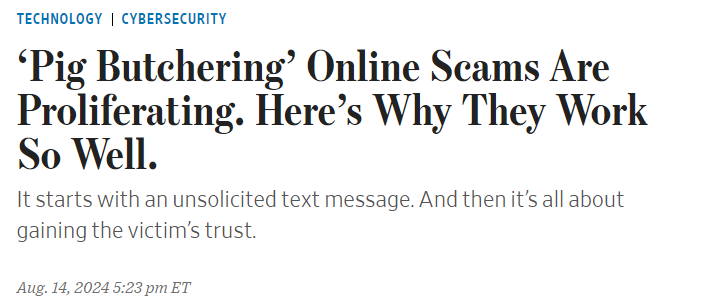 TECHNOLOGY | CYBERSECURITY
‘Pig Butchering’ Online Scams Are
Proliferating. Here’s Why They Work
So Well.
It starts with an unsolicited text message. And then it’s all about
gaining the victim’s trust.
Aug. 14, 2024 5:23 pm ET